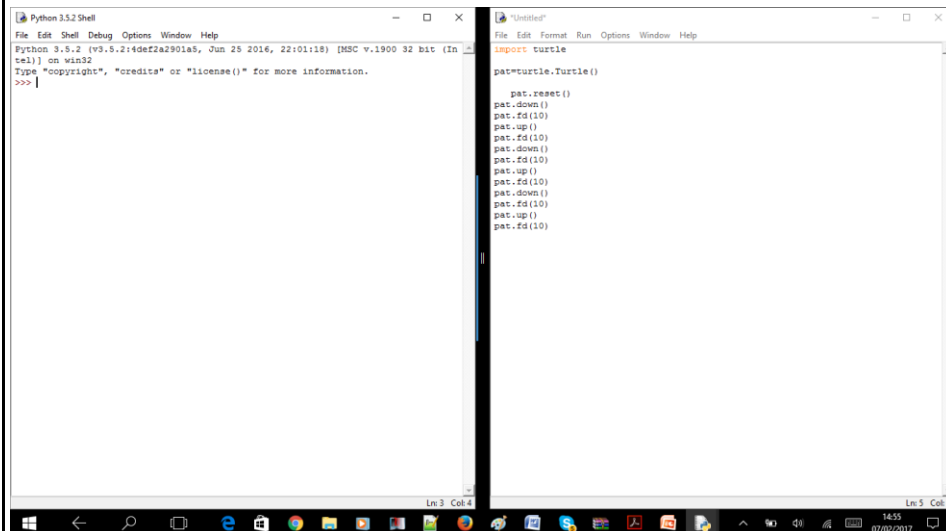 Python 3.5.2 Shell
File Edit Shell Debug Options Window Help
Python 3.5.2 (v3.5.2:4def2a2901a5, Jun 25 2016, 22:01:18) [MSC v.1900 32 bit (In
tel)] on win32
Type "copyright", "credits" or "license()" for more information.
>>>
Ln: 3 Col: 4
*Untitled*
File Edit Format Run Options Window Help
import turtle
pat=turtle.Turtle()
pat.reset()
pat.down()
pat.fd(10)
pat.up()
pat.fd(10)
pat.down()
pat.fd(10)
pat.up()
pat.fd(10)
pat.down()
pat.fd(10)
pat.up()
pat.fd(10)
Ln: 5 Col:
14:55
07/02/2017